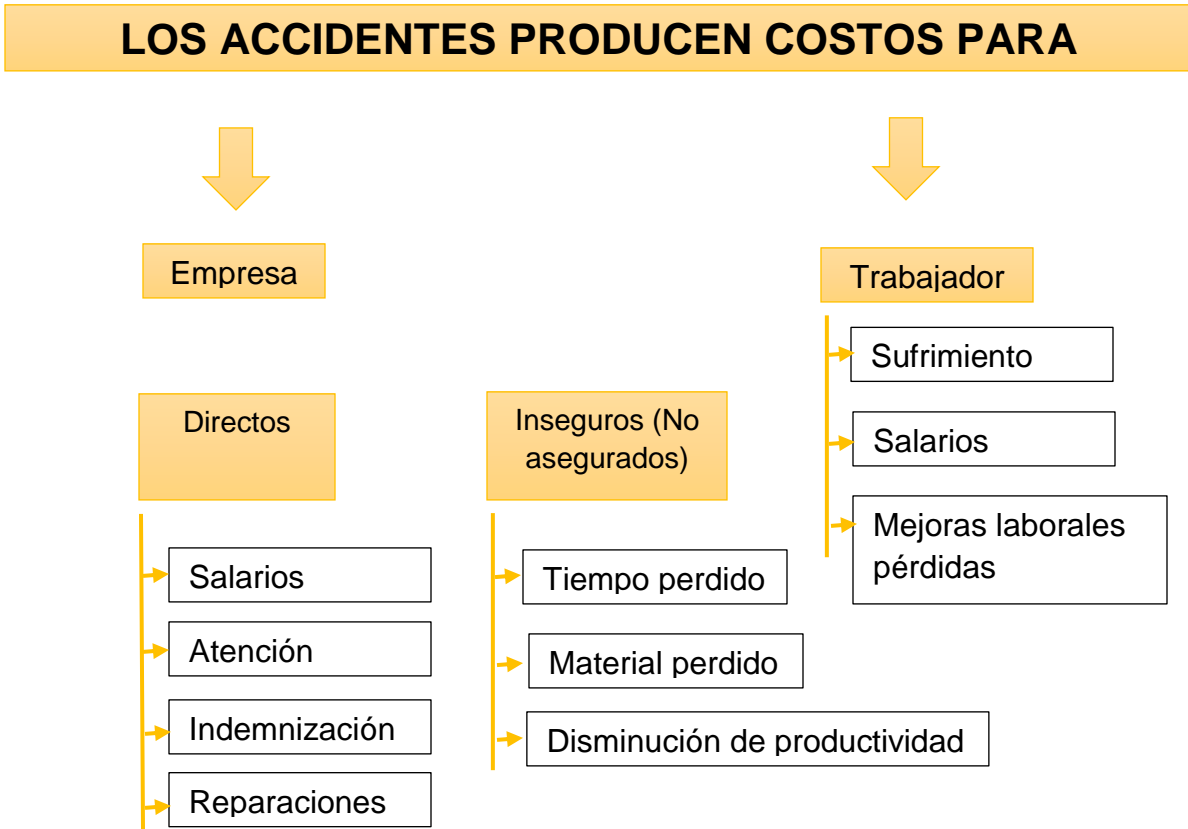 LOS ACCIDENTES PRODUCEN COSTOS PARA
Empresa
Directos
Salarios
Atención
Indemnización
Reparaciones
Inseguros (No
asegurados)
Tiempo perdido
Material perdido
Disminución de productividad
Trabajador
Sufrimiento
Salarios
Mejoras laborales
pérdidas